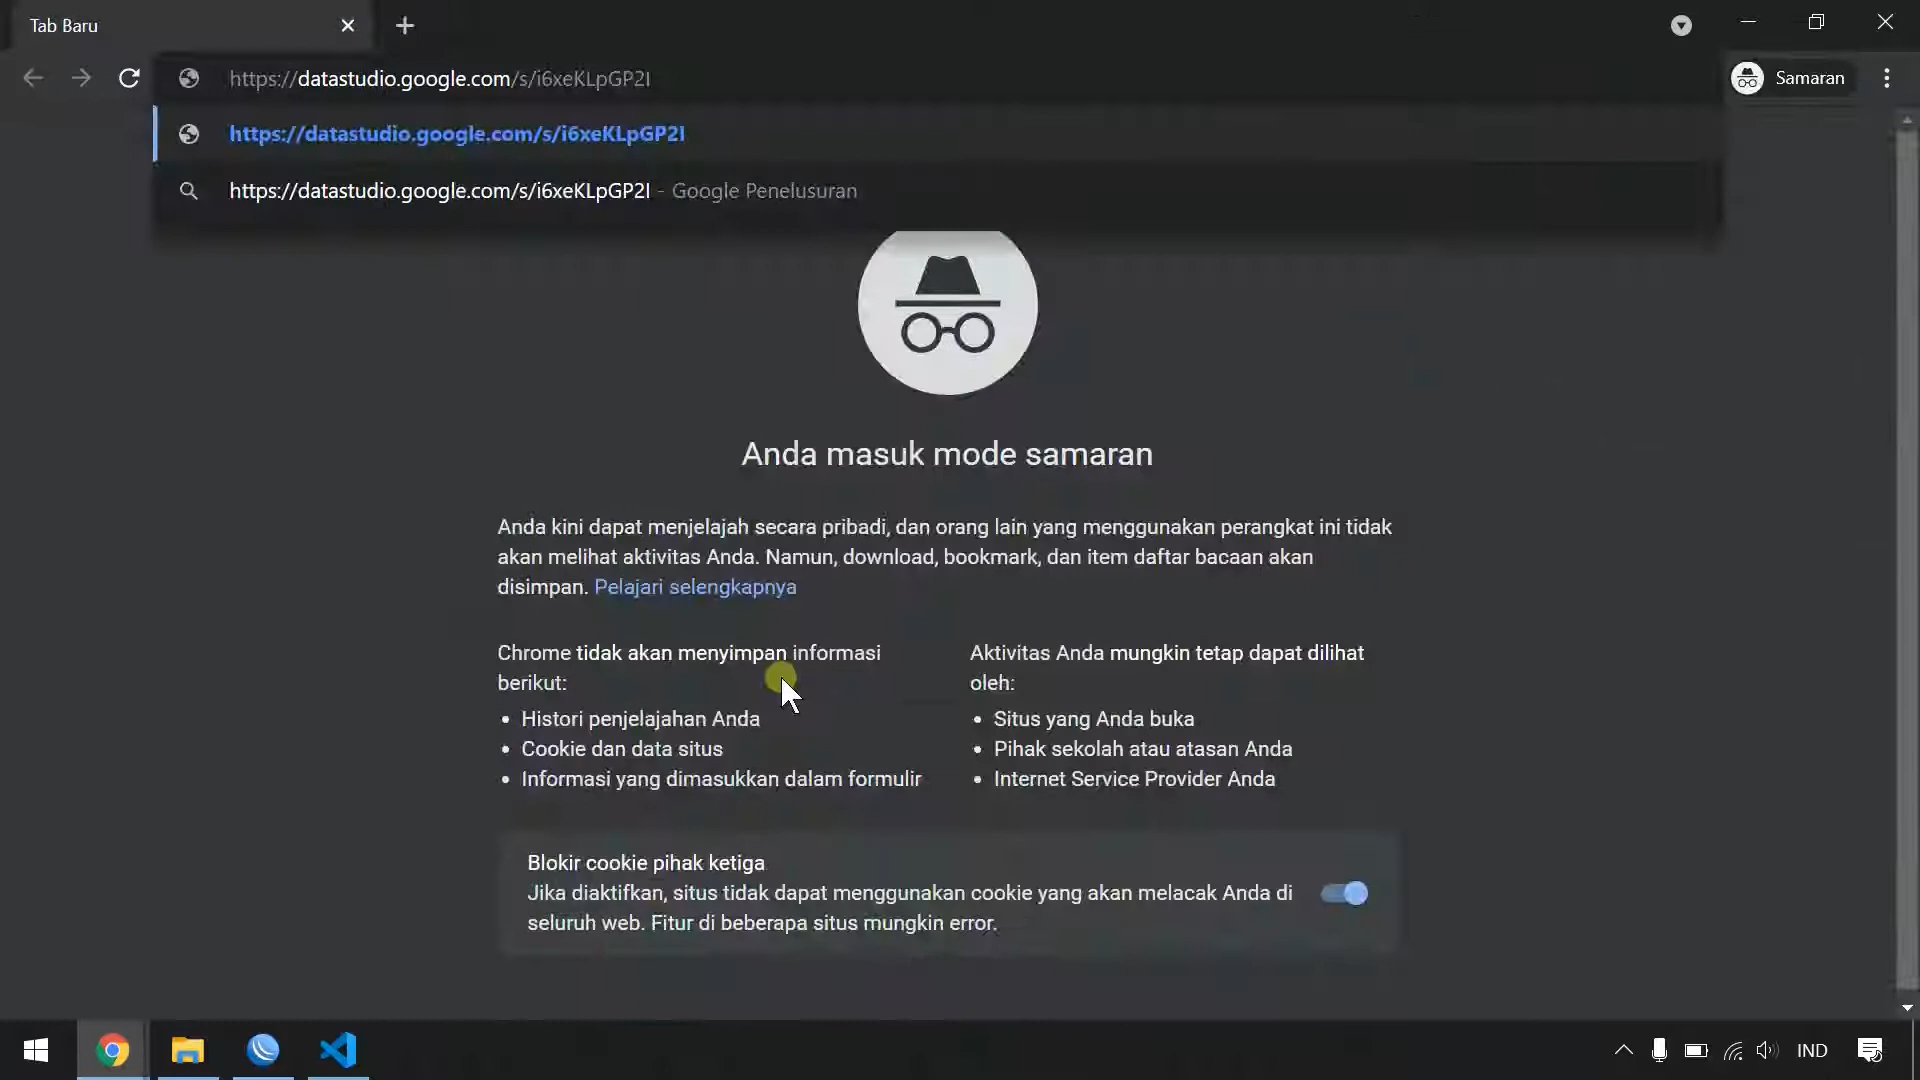 Tab Baru
https://datastudio.google.com/s/i6xeKLpGP2I
Samaran
https://datastudio.google.com/s/i6xeKLpGP2I
https://datastudio.google.com/s/i6xeKLpGP2I - Google Penelusuran
Anda masuk mode samaran
Anda kini dapat menjelajah secara pribadi, dan orang lain yang menggunakan perangkat ini tidak
akan melihat aktivitas Anda. Namun, download, bookmark, dan item daftar bacaan akan
disimpan. Pelajari selengkapnya
Chrome tidak akan menyimpan informasi
berikut:
• Histori penjelajahan Anda
• Cookie dan data situs
• Informasi yang dimasukkan dalam formulir
Aktivitas Anda mungkin tetap dapat dilihat
oleh:
• Situs yang Anda buka
• Pihak sekolah atau atasan Anda
• Internet Service Provider Anda
Blokir cookie pihak ketiga
Jika diaktifkan, situs tidak dapat menggunakan cookie yang akan melacak Anda di
seluruh web. Fitur di beberapa situs mungkin error.
IND